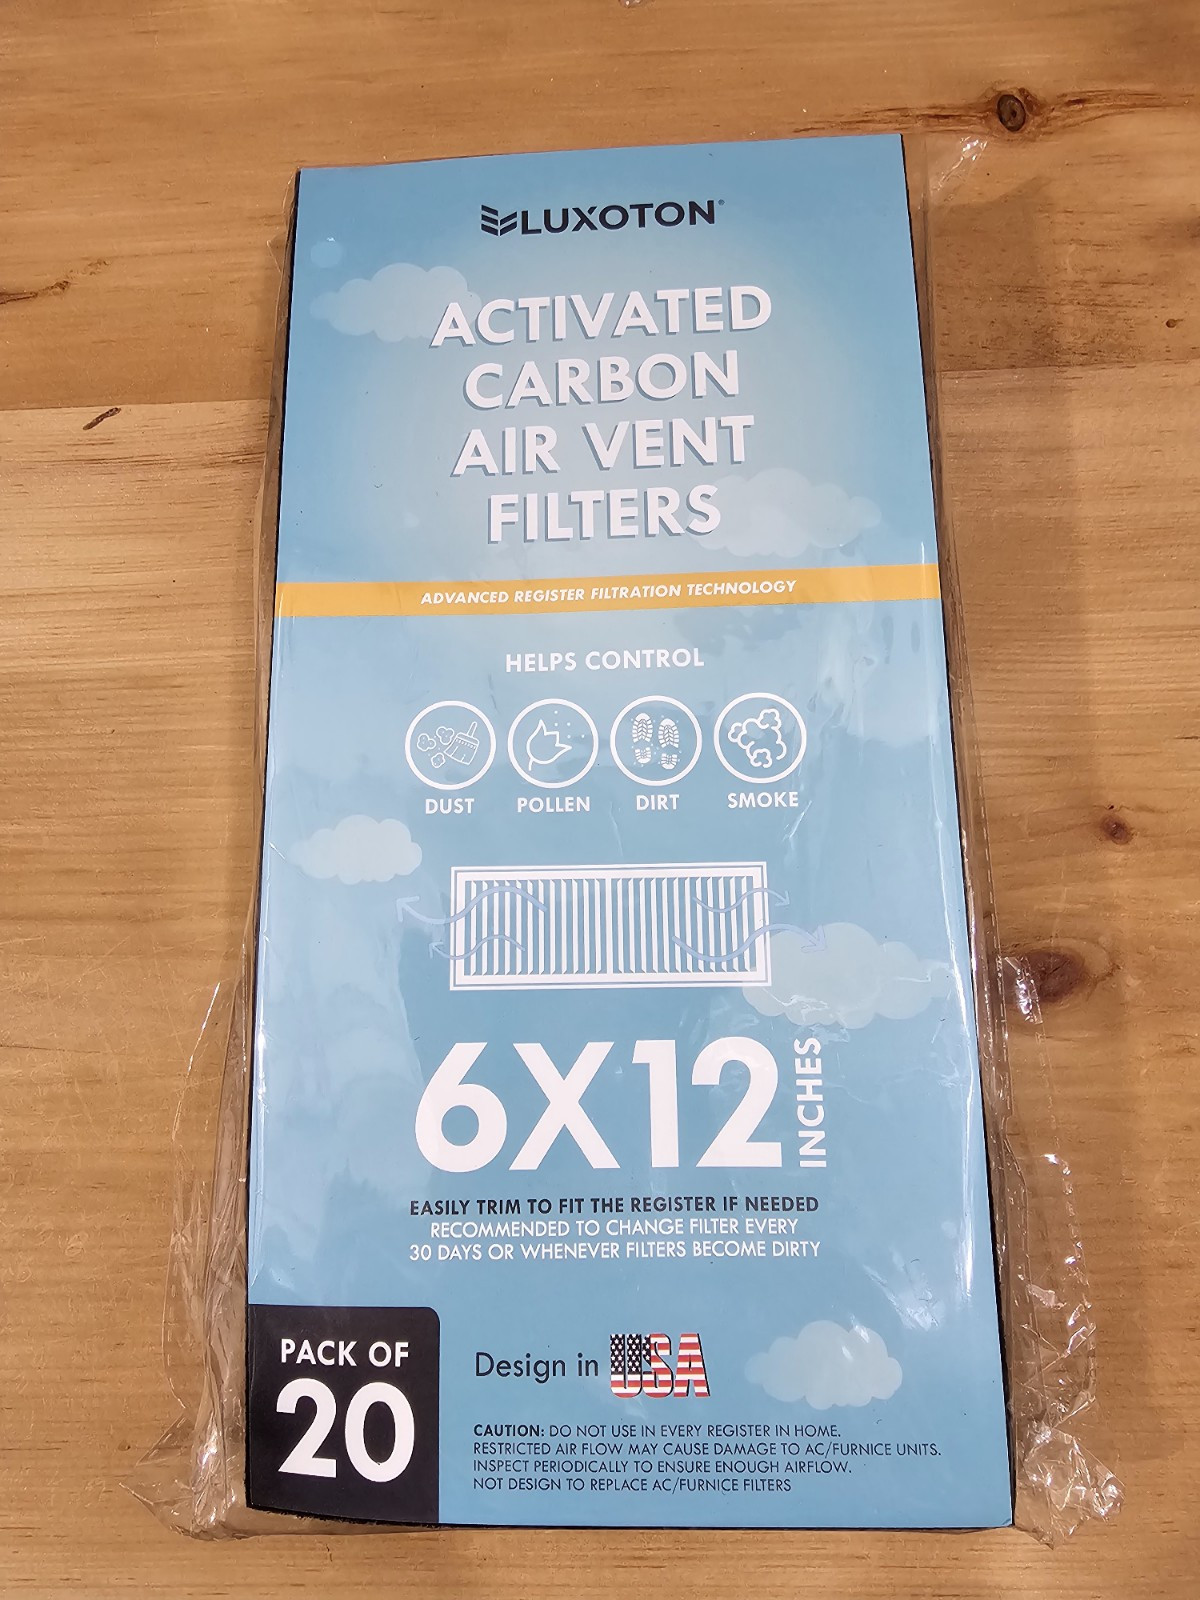 LUXOTON®
ACTIVATED
CARBON
AIR VENT
FILTERS
ADVANCED REGISTER FILTRATION TECHNOLOGY
HELPS CONTROL
DUST POLLEN DIRT SMOKE
6X12 INCHES
EASILY TRIM TO FIT THE REGISTER IF NEEDED
RECOMMENDED TO CHANGE FILTER EVERY
30 DAYS OR WHENEVER FILTERS BECOME DIRTY
PACK OF
20
Design in USA
CAUTION: DO NOT USE IN EVERY REGISTER IN HOME.
RESTRICTED AIR FLOW MAY CAUSE DAMAGE TO AC/FURNICE UNITS.
INSPECT PERIODICALLY TO ENSURE ENOUGH AIRFLOW.
NOT DESIGN TO REPLACE AC/FURNICE FILTERS